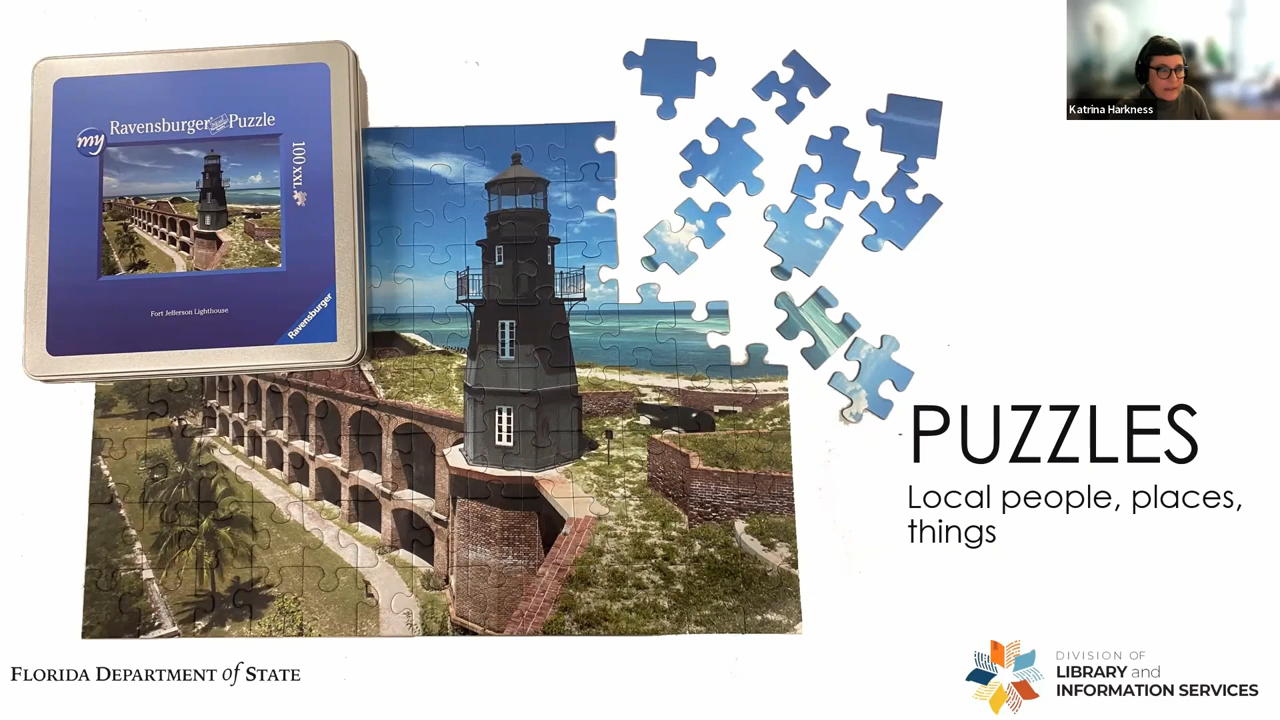 my Ravensburger Puzzle
100 XXL
Fort Jefferson Lighthouse
Ravensburger
Katrina Harkness
PUZZLES
Local people, places,
things
FLORIDA DEPARTMENT of STATE
DIVISION OF
LIBRARY and
INFORMATION SERVICES